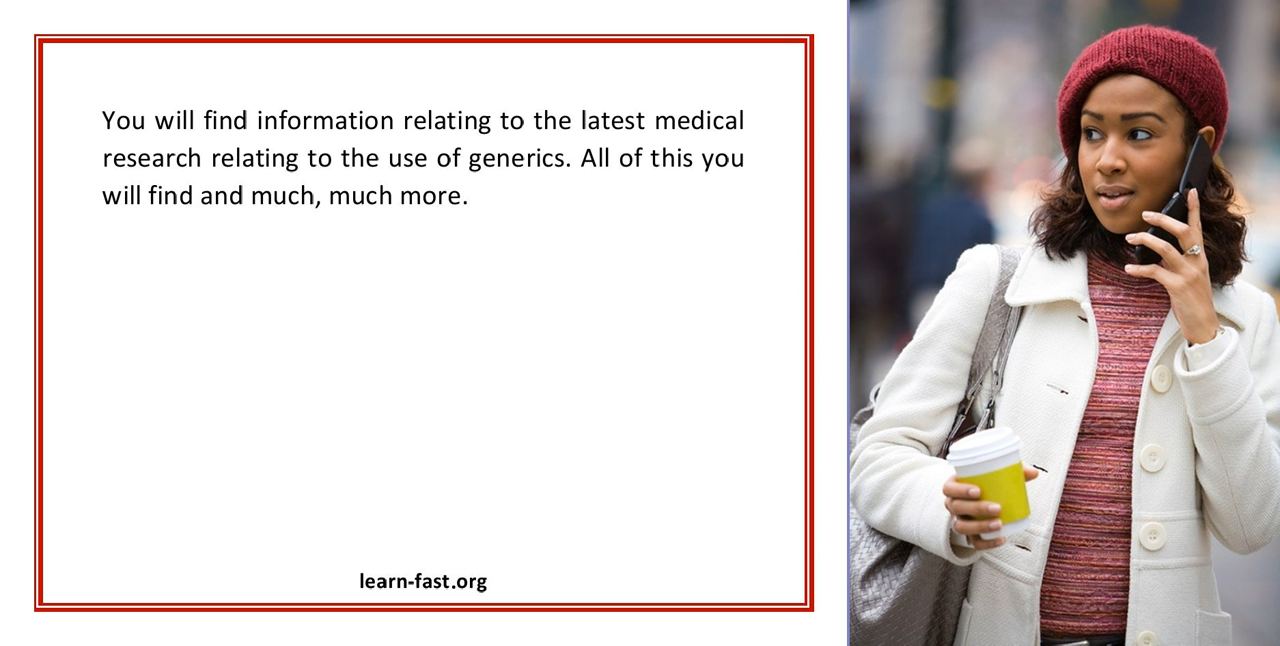 You will find information relating to the latest medical
research relating to the use of generics. All of this you
will find and much, much more.
learn-fast.org